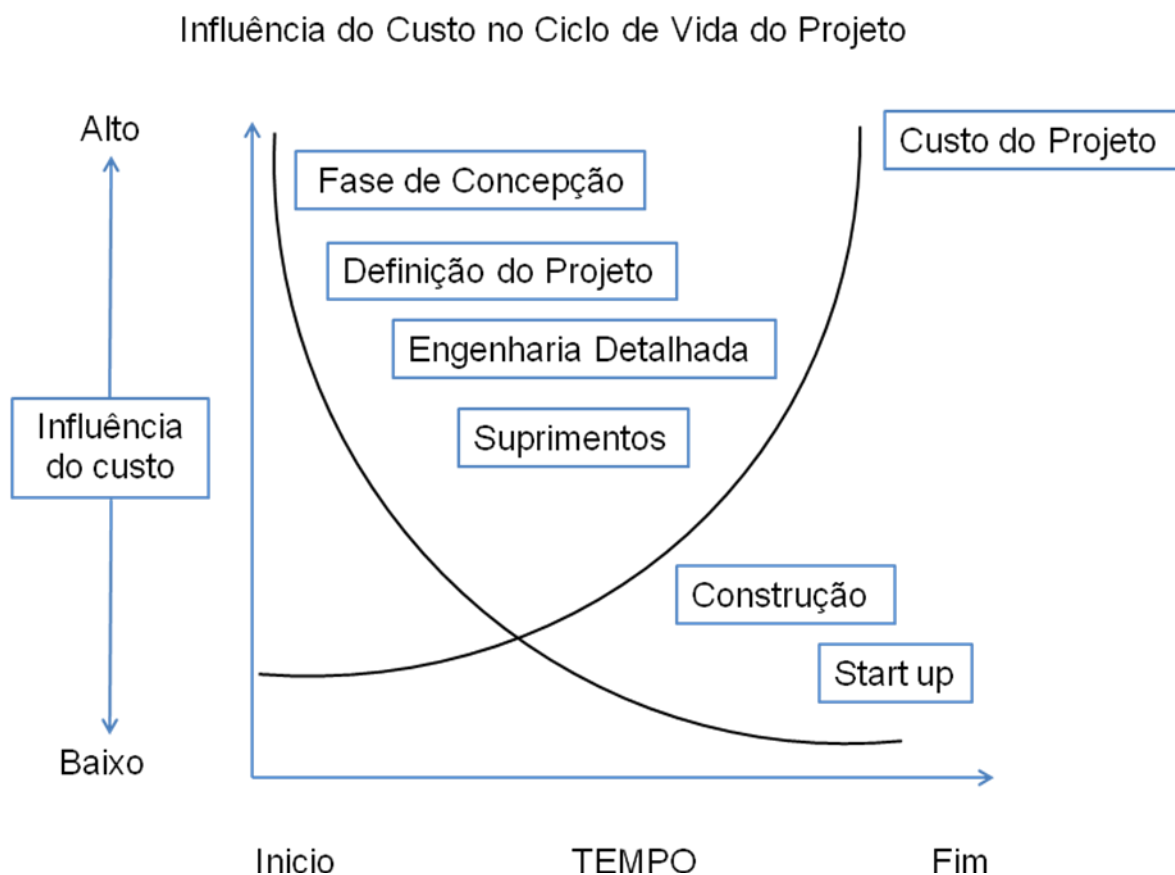 Influência do Custo no Ciclo de Vida do Projeto
Alto
Custo do Projeto
Fase de Concepção
Definição do Projeto
Engenharia Detalhada
Influência
do custo
Suprimentos
Construção
Start up
Baixo
Inicio
TEMPO
Fim